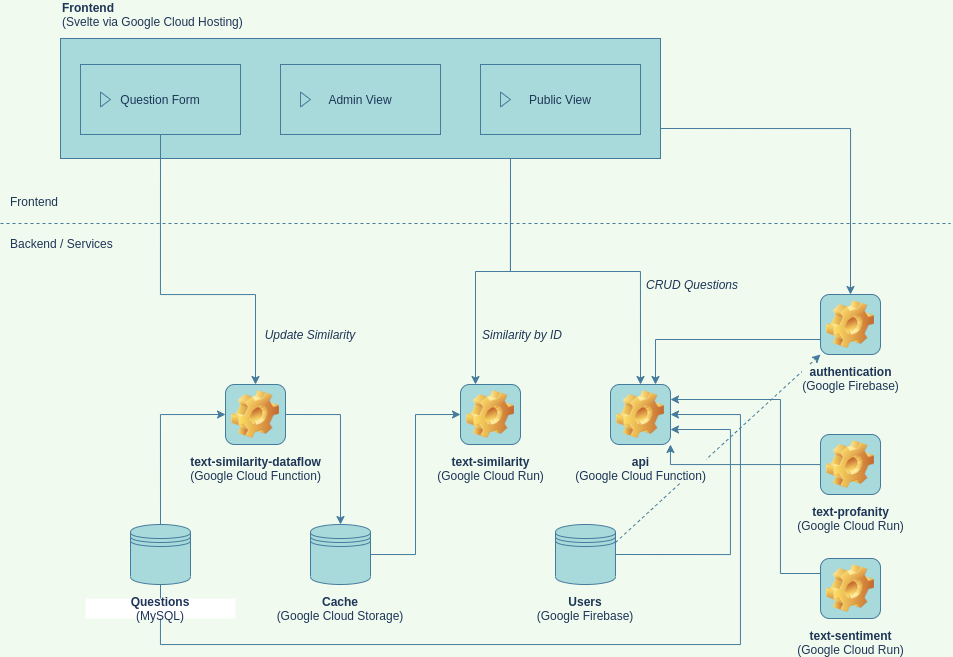 Frontend
(Svelte via Google Cloud Hosting)
Question Form
Admin View
Public View
Frontend
Backend / Services
CRUD Questions
Update Similarity
Similarity by ID
authentication
(Google Firebase)
text-similarity-dataflow
(Google Cloud Function)
text-similarity
(Google Cloud Run)
api
(Google Cloud Function)
text-profanity
(Google Cloud Run)
Questions
(MySQL)
Cache
(Google Cloud Storage)
Users
(Google Firebase)
text-sentiment
(Google Cloud Run)